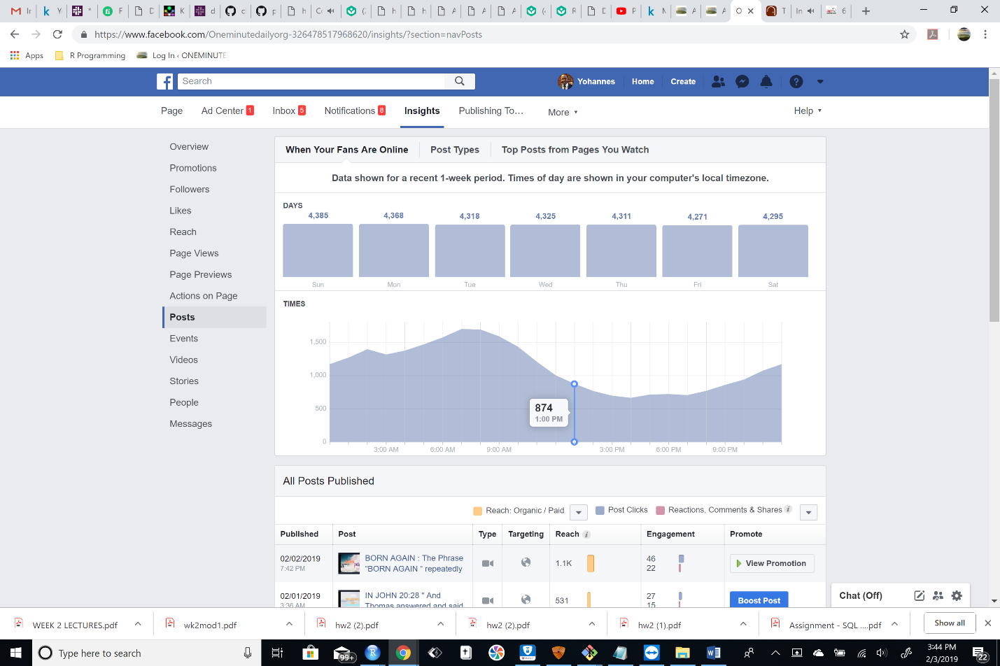 Ir
Y
*
F
D
K
d
c
p
h
C
(
h
h
A
A
A
(
R
D
P
N
A
A
O
T
In
6
https://www.facebook.com/Oneminutedailyorg-326478517968620/insights/?section=navPosts
Apps R Programming Log In ‹ ONEMINUTE
Search
Yohannes Home Create
Page Ad Center 1 Inbox 5 Notifications 8 Insights Publishing To... More Help
Overview
Promotions
Followers
Likes
Reach
Page Views
Page Previews
Actions on Page
Posts
Events
Videos
Stories
People
Messages
When Your Fans Are Online Post Types Top Posts from Pages You Watch
Data shown for a recent 1-week period. Times of day are shown in your computer's local timezone.
DAYS
4,385 4,368 4,318 4,325 4,311 4,271 4,295
Sun Mon Tue Wed Thu Fri Sat
TIMES
1,500
1,000
500
0
874
1:00 PM
3:00 AM 6:00 AM 9:00 AM 3:00 PM 6:00 PM 9:00 PM
All Posts Published
Reach: Organic / Paid Post Clicks Reactions, Comments & Shares i
Published Post Type Targeting Reach i Engagement Promote
02/02/2019
7:42 PM
BORN AGAIN : The Phrase
"BORN AGAIN " repeatedly
1.1K
46
22
View Promotion
02/01/2019
3:36 AM
IN JOHN 20:28 " And
Thomas answered and said
531
27
15
Boost Post
Chat (Off)
WEEK 2 LECTURES.pdf wk2mod1.pdf hw2 (2).pdf hw2 (2).pdf hw2 (1).pdf Assignment - SQL ....pdf Show all
Type here to search
99+
3:44 PM
2/3/2019
22